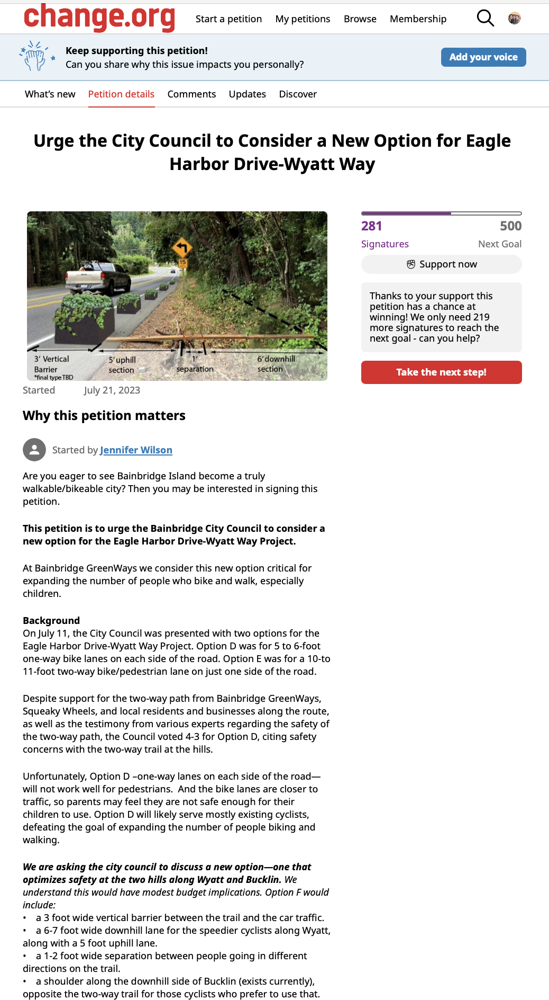 change.org
Start a petition My petitions Browse Membership
Keep supporting this petition!
Can you share why this issue impacts you personally?
Add your voice
What's new Petition details Comments Updates Discover
Urge the City Council to Consider a New Option for Eagle
Harbor Drive-Wyatt Way
15
3' Vertical
Barrier
*final type TBD
5' uphill
section
1'
separation
6' downhill
section
281 500
Signatures Next Goal
Support now
Thanks to your support this
petition has a chance at
winning! We only need 219
more signatures to reach the
next goal - can you help?
Take the next step!
Started July 21, 2023
Why this petition matters
Started by Jennifer Wilson
Are you eager to see Bainbridge Island become a truly
walkable/bikeable city? Then you may be interested in signing this
petition.
This petition is to urge the Bainbridge City Council to consider a
new option for the Eagle Harbor Drive-Wyatt Way Project.
At Bainbridge GreenWays we consider this new option critical for
expanding the number of people who bike and walk, especially
children.
Background
On July 11, the City Council was presented with two options for the
Eagle Harbor Drive-Wyatt Way Project. Option D was for 5 to 6-foot
one-way bike lanes on each side of the road. Option E was for a 10-to
11-foot two-way bike/pedestrian lane on just one side of the road.
Despite support for the two-way path from Bainbridge GreenWays,
Squeaky Wheels, and local residents and businesses along the route,
as well as the testimony from various experts regarding the safety of
the two-way path, the Council voted 4-3 for Option D, citing safety
concerns with the two-way trail at the hills.
Unfortunately, Option D –one-way lanes on each side of the road—
will not work well for pedestrians.  And the bike lanes are closer to
traffic, so parents may feel they are not safe enough for their
children to use. Option D will likely serve mostly existing cyclists,
defeating the goal of expanding the number of people biking and
walking.
We are asking the city council to discuss a new option—one that
optimizes safety at the two hills along Wyatt and Bucklin. We
understand this would have modest budget implications. Option F would
include:
• a 3 foot wide vertical barrier between the trail and the car traffic.
• a 6-7 foot wide downhill lane for the speedier cyclists along Wyatt,
along with a 5 foot uphill lane.
• a 1-2 foot wide separation between people going in different
directions on the trail.
• a shoulder along the downhill side of Bucklin (exists currently),
opposite the two-way trail for those cyclists who prefer to use that.